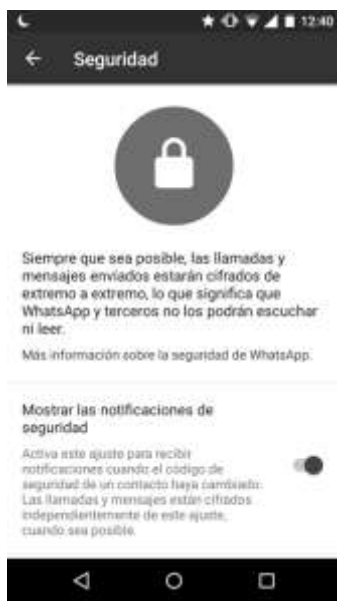 12:40
Seguridad
Siempre que sea posible, las llamadas y
mensajes enviados estarán cifrados de
extremo a extremo, lo que significa que
WhatsApp y terceros no los podrán escuchar
ni leer.
Más información sobre la seguridad de WhatsApp.
Mostrar las notificaciones de
seguridad
Activa este ajuste para recibir
notificaciones cuando el código de
seguridad de un contacto haya cambiado.
Las llamadas y mensajes están cifrados
independientemente de este ajuste,
cuando sea posible.